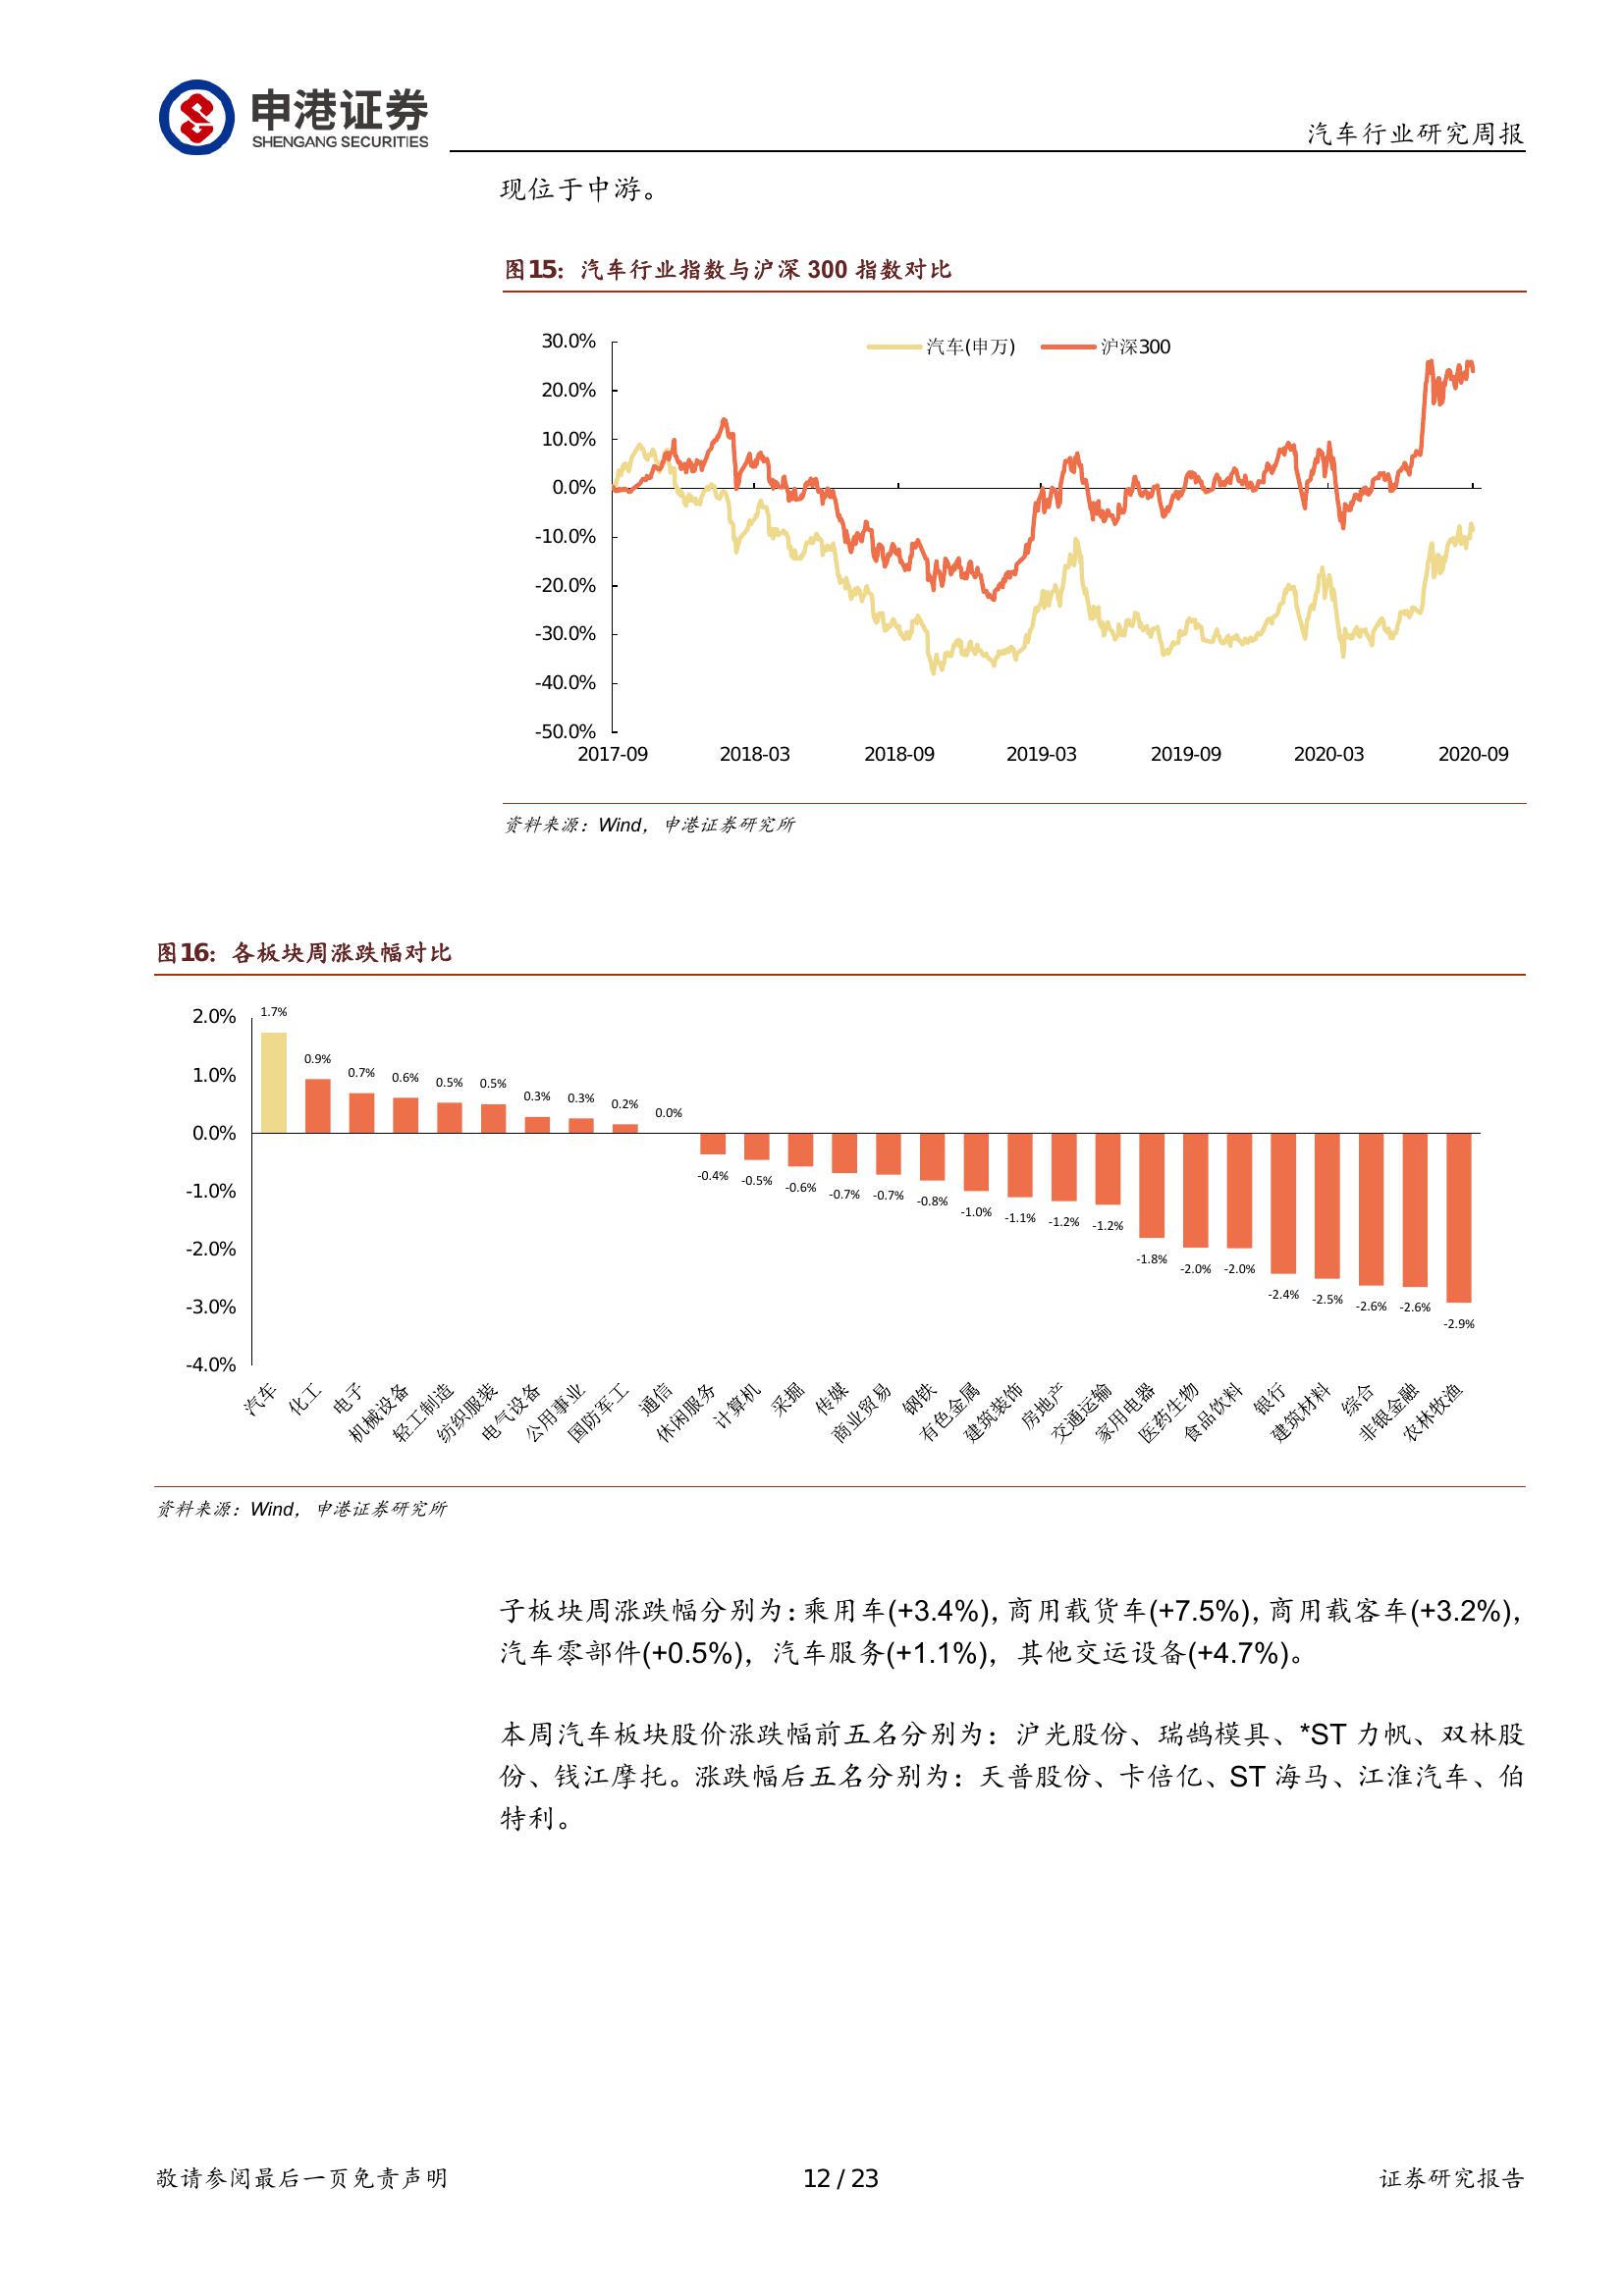 申港证券
SHENGANG SECURITIES
汽车行业研究周报
现位于中游。
图15：汽车行业指数与沪深 300 指数对比
汽车(申万)
沪深300
30.0%
20.0%
10.0%
0.0%
-10.0%
-20.0%
-30.0%
-40.0%
-50.0%
2017-09 2018-03 2018-09 2019-03 2019-09 2020-03 2020-09
资料来源：Wind，申港证券研究所
图16：各板块周涨跌幅对比
2.0%
1.0%
0.0%
-1.0%
-2.0%
-3.0%
-4.0%
1.7% 0.9% 0.7% 0.6% 0.5% 0.5% 0.3% 0.3% 0.2% 0.0% -0.4% -0.5% -0.6% -0.7% -0.7% -0.8% -1.0% -1.1% -1.2% -1.2% -1.8% -2.0% -2.0% -2.4% -2.5% -2.6% -2.6% -2.9%
汽车 化工 电子 机械设备 轻工制造 纺织服装 电气设备 公用事业 国防军工 通信 休闲服务 计算机 采掘 传媒 商业贸易 钢铁 有色金属 建筑装饰 房地产 交通运输 家用电器 医药生物 食品饮料 银行 建筑材料 综合 非银金融 农林牧渔
资料来源：Wind，申港证券研究所
子板块周涨跌幅分别为：乘用车(+3.4%)，商用载货车(+7.5%)，商用载客车(+3.2%)，
汽车零部件(+0.5%)，汽车服务(+1.1%)，其他交运设备(+4.7%)。
本周汽车板块股价涨跌幅前五名分别为：沪光股份、瑞鹄模具、*ST 力帆、双林股
份、钱江摩托。涨跌幅后五名分别为：天普股份、卡倍亿、ST 海马、江淮汽车、伯
特利。
敬请参阅最后一页免责声明
12 / 23
证券研究报告